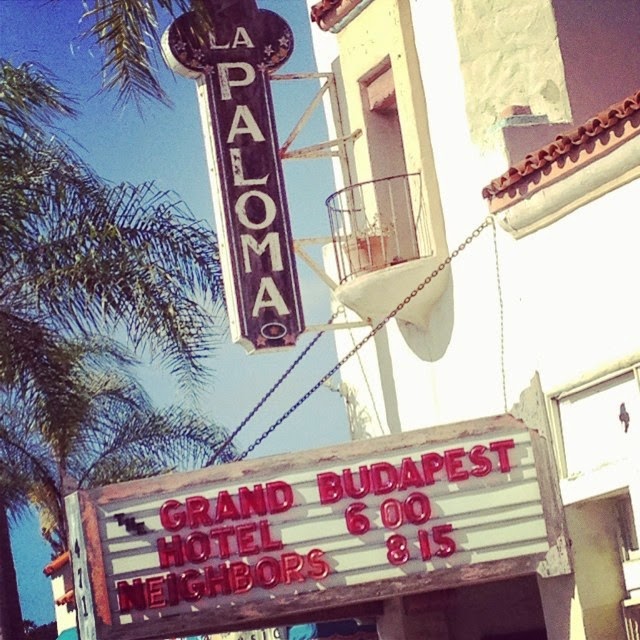 LA
PALOMA
GRAND BUDAPEST
HOTEL 6 00
NEIGHBORS 8 15
471